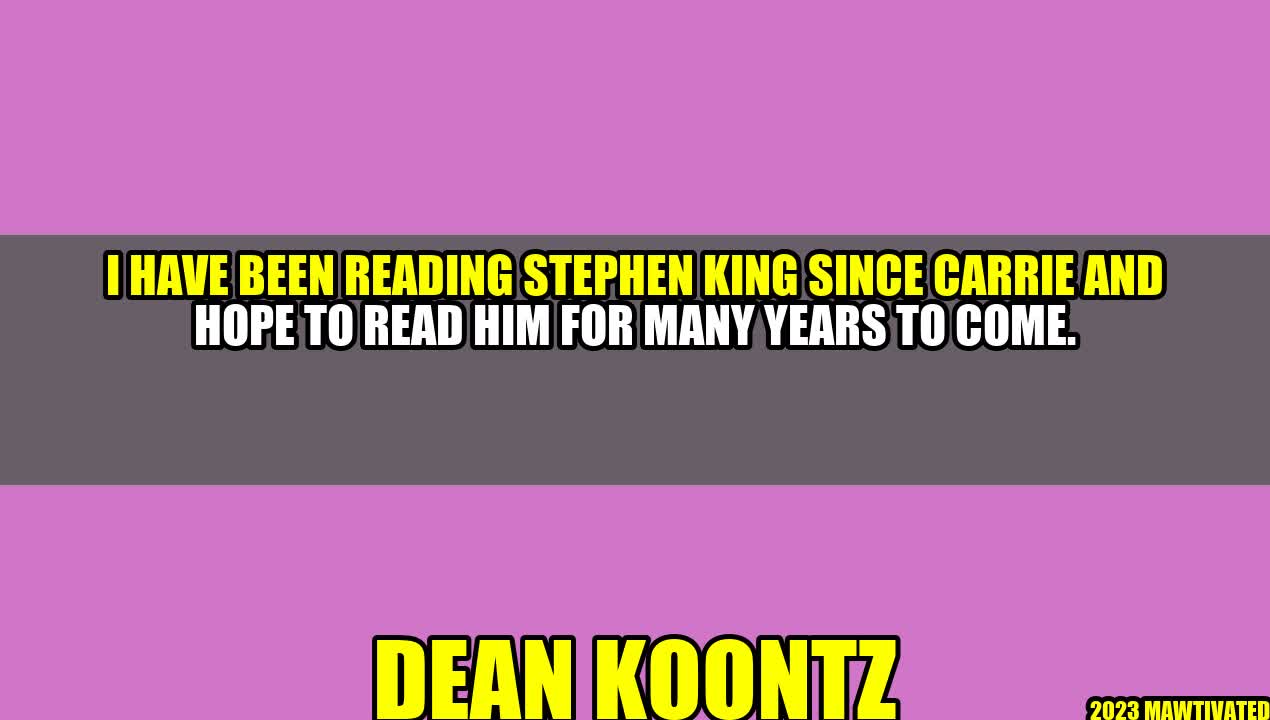 I HAVE BEEN READING STEPHEN KING SINCE CARRIE AND
HOPE TO READ HIM FOR MANY YEARS TO COME.
DEAN KOONTZ
2023 MAWTIVATED